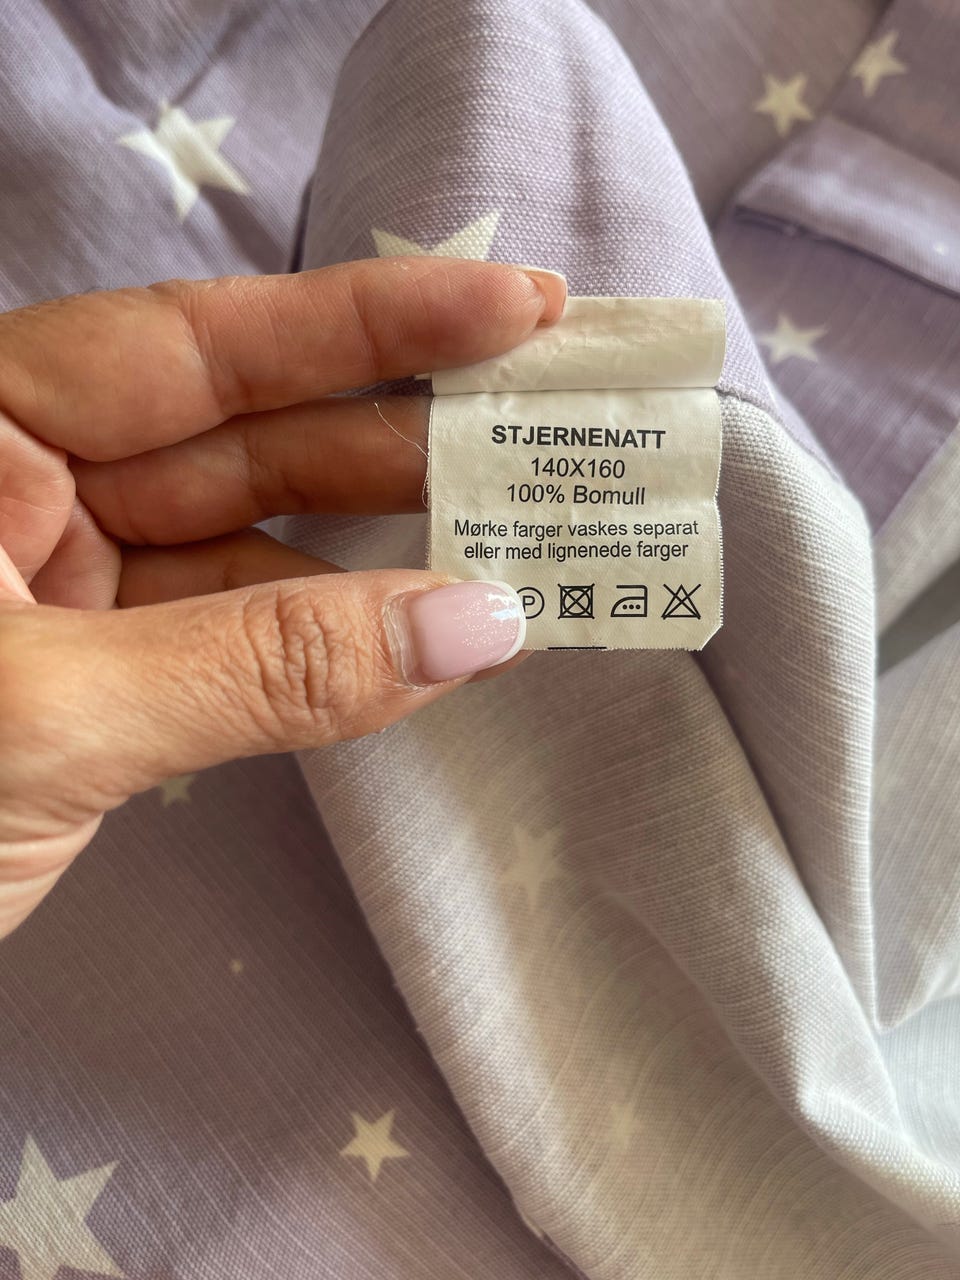 STJERNENATT
140X160
100% Bomull
Mørke farger vaskes separat
eller med lignenede farger
P